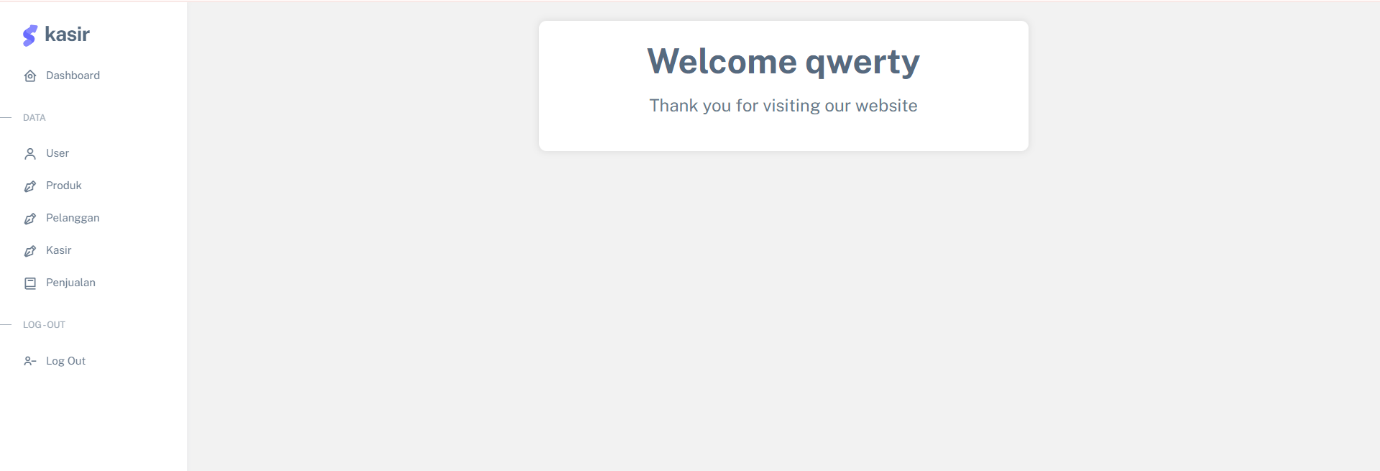 kasir
Dashboard
DATA
User
Produk
Pelanggan
Kasir
Penjualan
LOG-OUT
Log Out
Welcome qwerty
Thank you for visiting our website